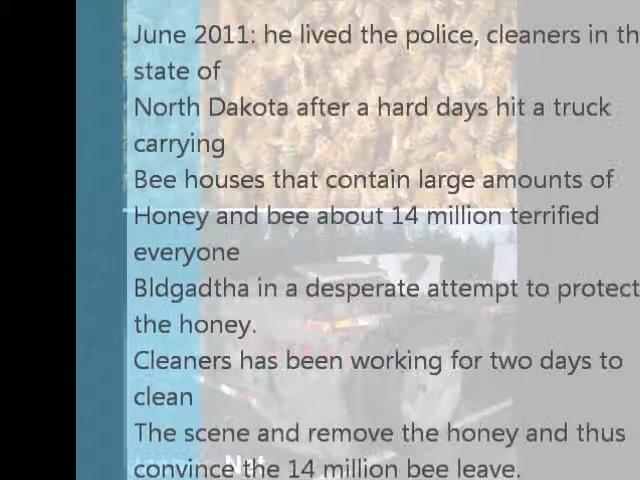 June 2011: he lived the police, cleaners in th
state of
North Dakota after a hard days hit a truck
carrying
Bee houses that contain large amounts of
Honey and bee about 14 million terrified
everyone
Bldgadtha in a desperate attempt to protect
the honey.
Cleaners has been working for two days to
clean
The scene and remove the honey and thus
convince the 14 million bee leave.